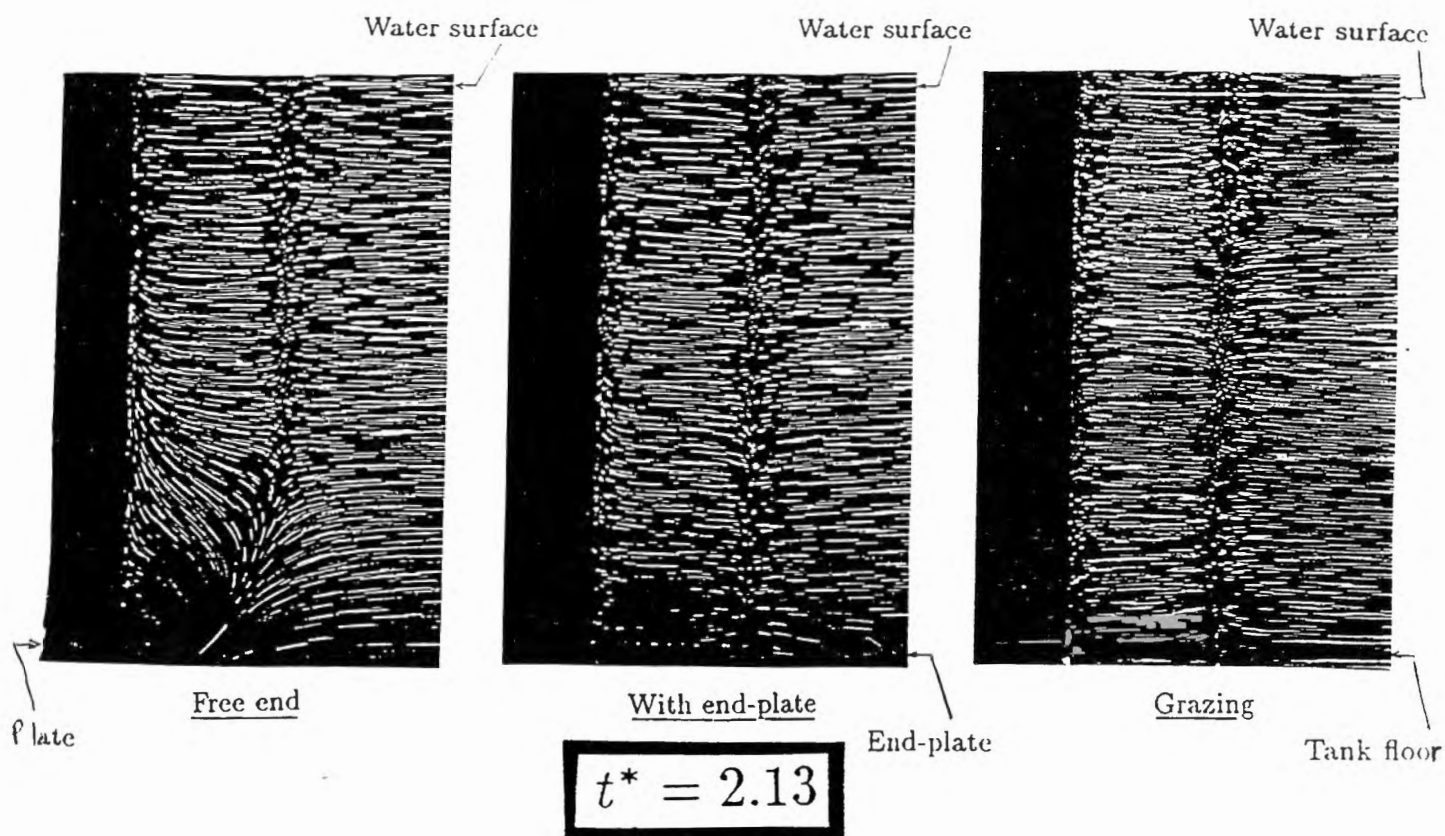 Water surface
Water surface
Water surface
Free end
With end-plate
Grazing
Plate
End-plate
Tank floor
t* = 2.13